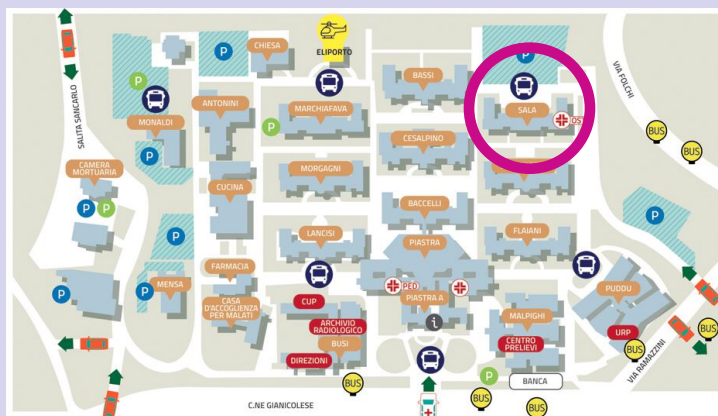 ELIPORTO
CHIESA
P
P
P
MONALDI
ANTONINI
MARCHIAFAVA
P
BASSI
P
SALA
VIA FOLCHI
SALITA SANCARLO
CESALPINO
BUS
BUS
P
CAMERA
MORTUARIA
P
P
CUCINA
MORGAGNI
BACCELLI
P
LANCISI
PIASTRA
FLAIANI
P
P
MENSA
FARMACIA
CASA
D'ACCOGLIENZA
PER MALATI
CUP
PED
PIASTRA A
i
PUDDU
ARCHIVIO
RADIOLOGICO
BUSI
DIREZIONI
MALPIGHI
CENTRO
PRELIEVI
URP
BUS
BUS
VIA RAMAZZINI
P
BANCA
BUS
BUS
BUS
C.NE GIANICOLESE